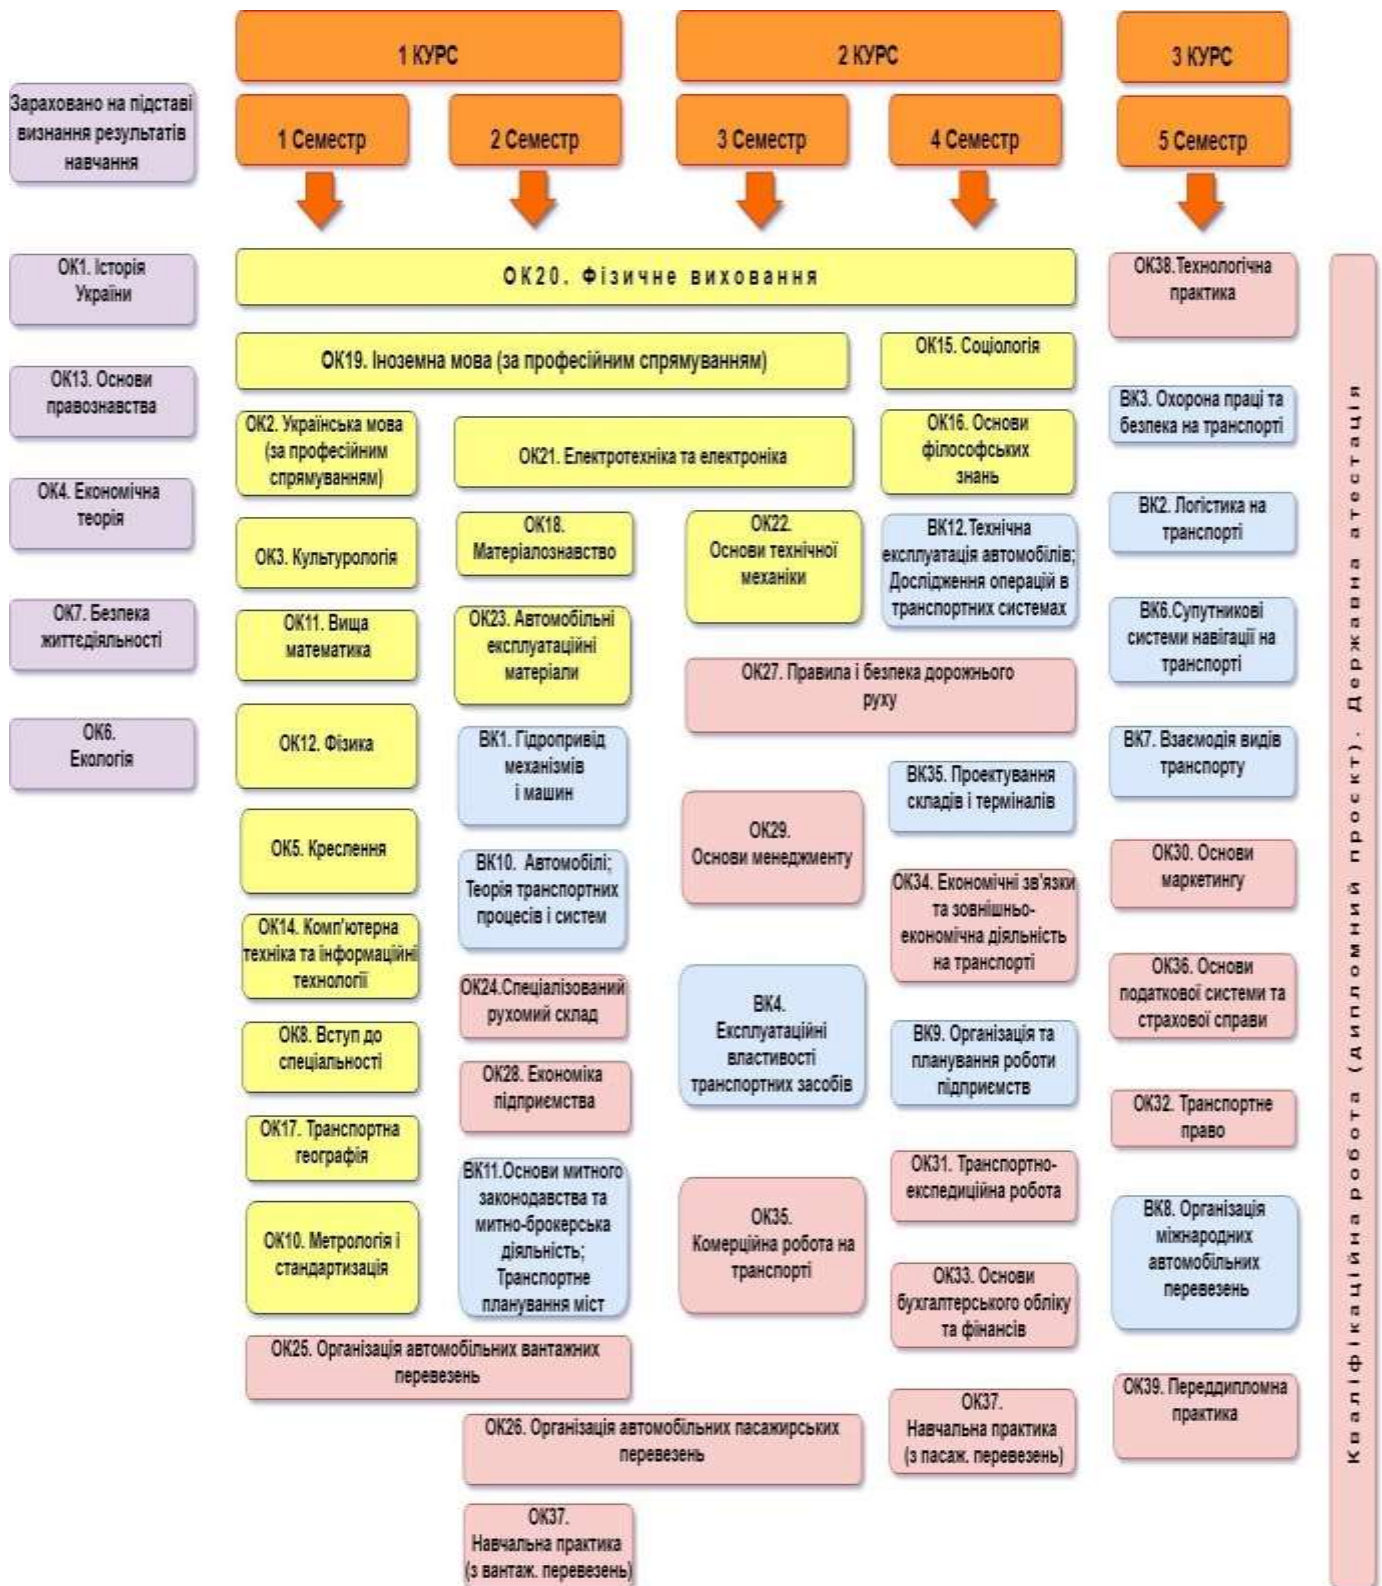 1 КУРС
2 КУРС
3 КУРС
Зараховано на підставі
визнання результатів
навчання
1 Семестр
2 Семестр
3 Семестр
4 Семестр
5 Семестр
ОК1. Історія
України
ОК13. Основи
правознавства
ОК4. Економічна
теорія
ОК7. Безпека
життєдіяльності
ОК6.
Екологія
ОК20. Фізичне виховання
ОК19. Іноземна мова (за професійним спрямуванням)
ОК2. Українська мова
(за професійним
спрямуванням)
ОК3. Культурологія
ОК11. Вища
математика
ОК12. Фізика
ОК5. Креслення
ОК14. Комп'ютерна
техніка та інформаційні
технології
ОК8. Вступ до
спеціальності
ОК17. Транспортна
географія
ОК10. Метрологія і
стандартизація
ОК25. Організація автомобільних вантажних
перевезень
ОК21. Електротехніка та електроніка
ОК18.
Матеріалознавство
ОК23. Автомобільні
експлуатаційні
матеріали
ВК1. Гідропривід
механізмів
і машин
ВК10. Автомобілі;
Теорія транспортних
процесів і систем
ОК24.Спеціалізований
рухомий склад
ОК28. Економіка
підприємства
ВК11.Основи митного
законодавства та
митно-брокерська
діяльність;
Транспортне
планування міст
ОК26. Організація автомобільних пасажирських
перевезень
ОК37.
Навчальна практика
(з вантаж. перевезень)
ОК22.
Основи технічної
механіки
ОК27. Правила і безпека дорожнього
руху
ОК29.
Основи менеджменту
ВК4.
Експлуатаційні
властивості
транспортних засобів
ОК35.
Комерційна робота на
транспорті
ОК15. Соціологія
ОК16. Основи
філософських
знань
ВК12.Технічна
експлуатація автомобілів;
Дослідження операцій в
транспортних системах
ВК35. Проектування
складів і терміналів
ОК34. Економічні зв'язки
та зовнішньо-
економічна діяльність
на транспорті
ВК9. Організація та
планування роботи
підприємств
ОК31. Транспортно-
експедиційна робота
ОК33. Основи
бухгалтерського обліку
та фінансів
ОК37.
Навчальна практика
(з пасаж. перевезень)
ОК38.Технологічна
практика
ВК3. Охорона праці та
безпека на транспорті
ВК2. Логістика на
транспорті
ВК6.Супутникові
системи навігації на
транспорті
ВК7. Взаємодія видів
транспорту
ОК30. Основи
маркетингу
ОК36. Основи
податкової системи та
страхової справи
ОК32. Транспортне
право
ВК8. Організація
міжнародних
автомобільних
перевезень
ОК39. Переддипломна
практика
Кваліфікаційна робота (дипломний проєкт). Державна атестація